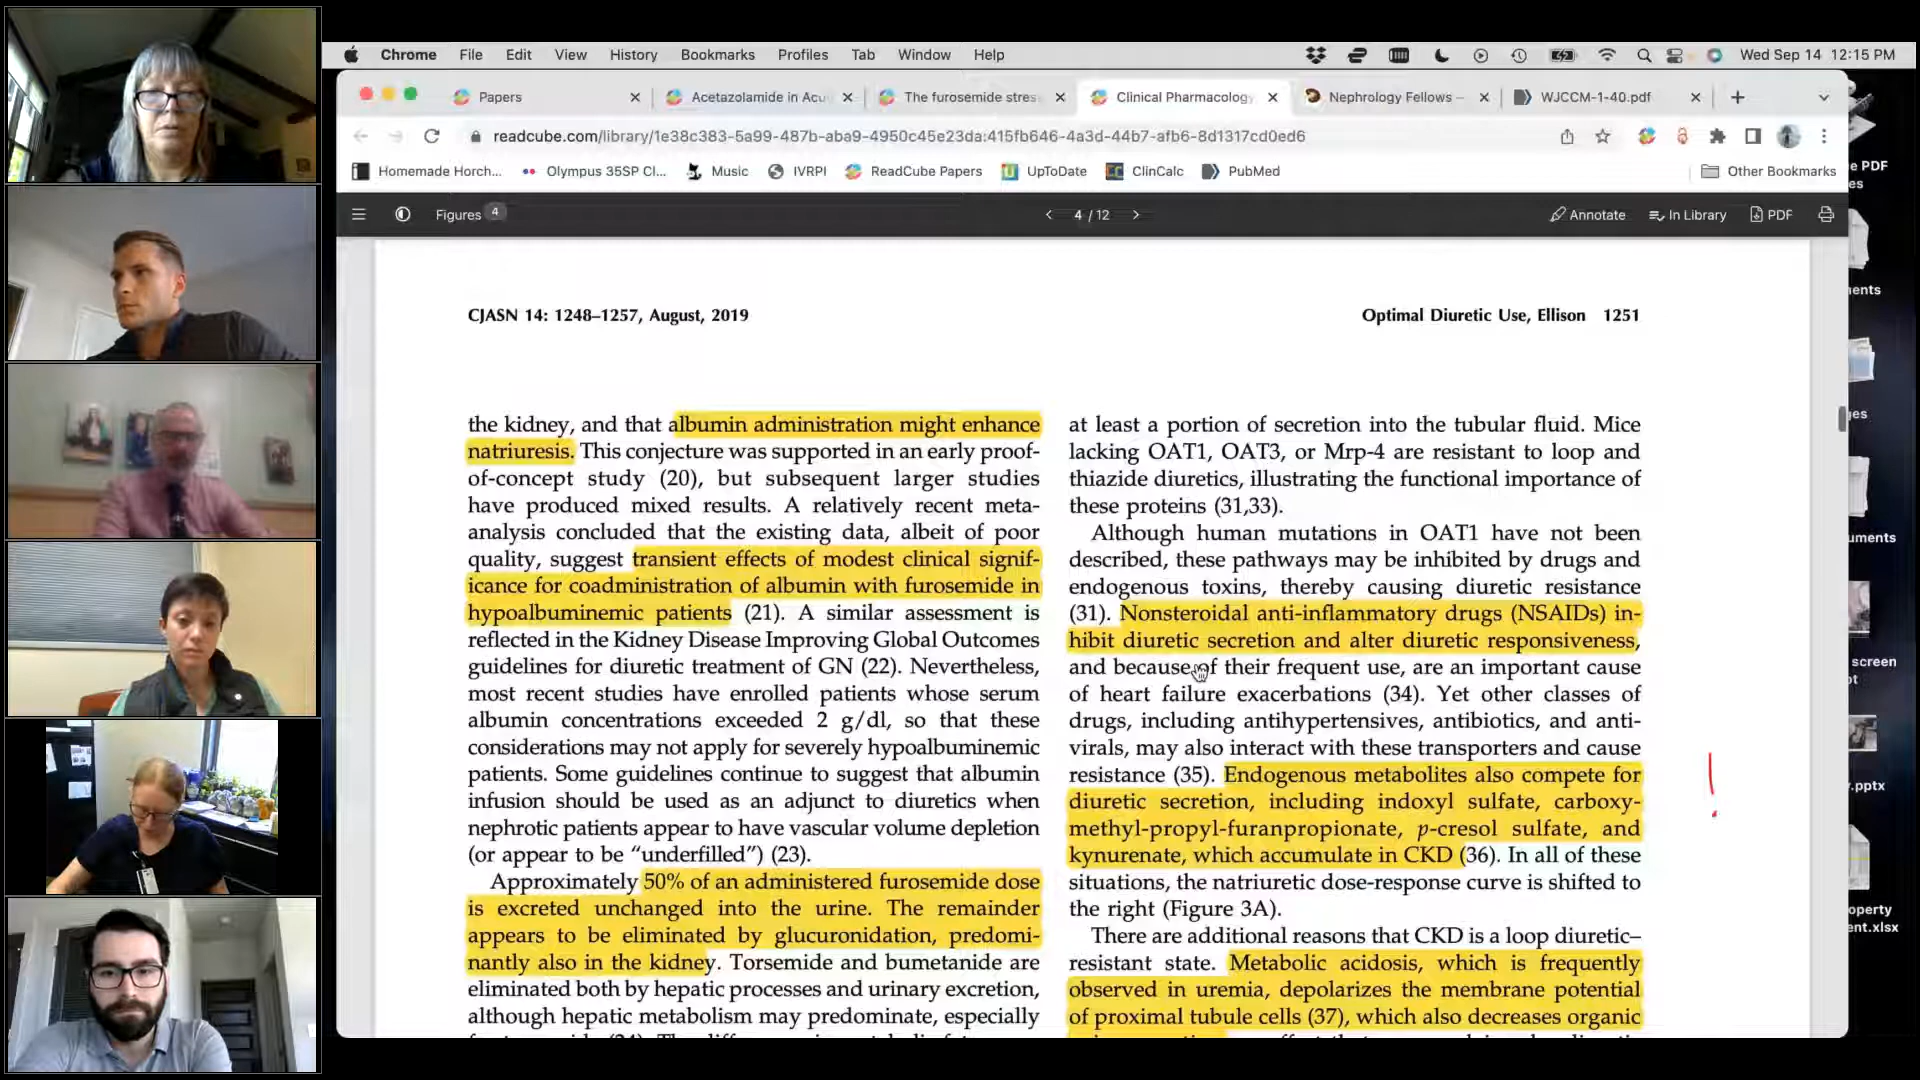 Chrome File Edit View History Bookmarks Profiles Tab Window Help Wed Sep 14 12:15 PM
Papers Acetazolamide in Acu The furosemide stres Clinical Pharmacology Nephrology Fellows – WJCCM-1-40.pdf
readcube.com/library/1e38c383-5a99-487b-aba9-4950c45e23da:415fb646-4a3d-44b7-afb6-8d1317cd0ed6
Homemade Horch... Olympus 35SP Cl... Music IVRPI ReadCube Papers UpToDate ClinCalc PubMed Other Bookmarks
Figures 4 4 / 12 Annotate In Library PDF
CJASN 14: 1248–1257, August, 2019 Optimal Diuretic Use, Ellison 1251
the kidney, and that albumin administration might enhance
natriuresis. This conjecture was supported in an early proof-
of-concept study (20), but subsequent larger studies
have produced mixed results. A relatively recent meta-
analysis concluded that the existing data, albeit of poor
quality, suggest transient effects of modest clinical signif-
icance for coadministration of albumin with furosemide in
hypoalbuminemic patients (21). A similar assessment is
reflected in the Kidney Disease Improving Global Outcomes
guidelines for diuretic treatment of GN (22). Nevertheless,
most recent studies have enrolled patients whose serum
albumin concentrations exceeded 2 g/dl, so that these
considerations may not apply for severely hypoalbuminemic
patients. Some guidelines continue to suggest that albumin
infusion should be used as an adjunct to diuretics when
nephrotic patients appear to have vascular volume depletion
(or appear to be “underfilled”) (23).
Approximately 50% of an administered furosemide dose
is excreted unchanged into the urine. The remainder
appears to be eliminated by glucuronidation, predomi-
nantly also in the kidney. Torsemide and bumetanide are
eliminated both by hepatic processes and urinary excretion,
although hepatic metabolism may predominate, especially
at least a portion of secretion into the tubular fluid. Mice
lacking OAT1, OAT3, or Mrp-4 are resistant to loop and
thiazide diuretics, illustrating the functional importance of
these proteins (31,33).
Although human mutations in OAT1 have not been
described, these pathways may be inhibited by drugs and
endogenous toxins, thereby causing diuretic resistance
(31). Nonsteroidal anti-inflammatory drugs (NSAIDs) in-
hibit diuretic secretion and alter diuretic responsiveness,
and because of their frequent use, are an important cause
of heart failure exacerbations (34). Yet other classes of
drugs, including antihypertensives, antibiotics, and anti-
virals, may also interact with these transporters and cause
resistance (35). Endogenous metabolites also compete for
diuretic secretion, including indoxyl sulfate, carboxy-
methyl-propyl-furanpropionate, p-cresol sulfate, and
kynurenate, which accumulate in CKD (36). In all of these
situations, the natriuretic dose-response curve is shifted to
the right (Figure 3A).
There are additional reasons that CKD is a loop diuretic–
resistant state. Metabolic acidosis, which is frequently
observed in uremia, depolarizes the membrane potential
of proximal tubule cells (37), which also decreases organic
!
PDF
es
ents
ges
uments
screen
.pptx
operty
ent.xlsx